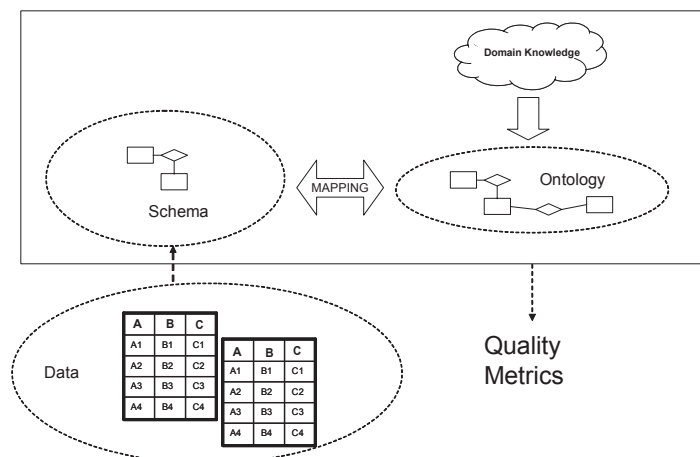 Domain Knowledge
MAPPING
Ontology
Schema
A B C
A1 B1 C1
A2 B2 C2
A3 B3 C3
A4 B4 C4
A B C
A1 B1 C1
A2 B2 C2
A3 B3 C3
A4 B4 C4
Data
Quality
Metrics